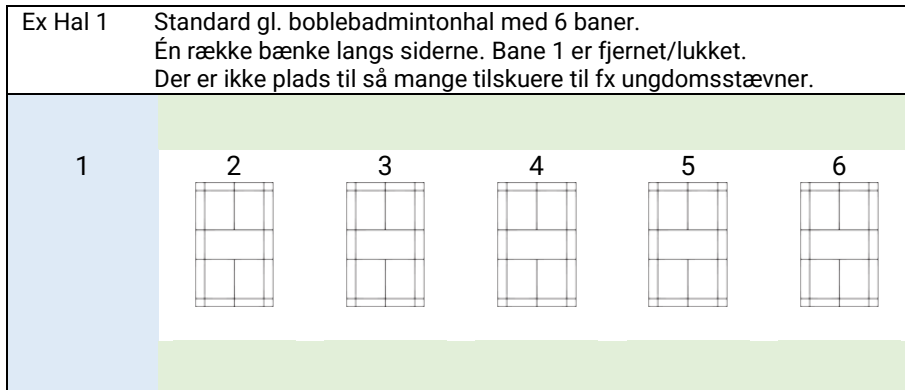 Ex Hal 1 Standard gl. boblebadmintonhal med 6 baner.
Én række bænke langs siderne. Bane 1 er fjernet/lukket.
Der er ikke plads til så mange tilskuere til fx ungdomsstævner.
1 2 3 4 5 6